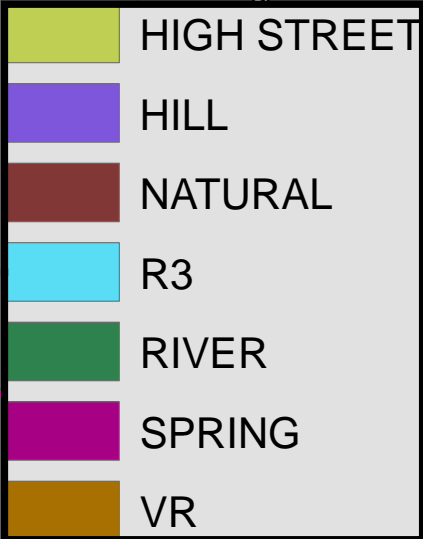 HIGH STREET
HILL
NATURAL
R3
RIVER
SPRING
VR